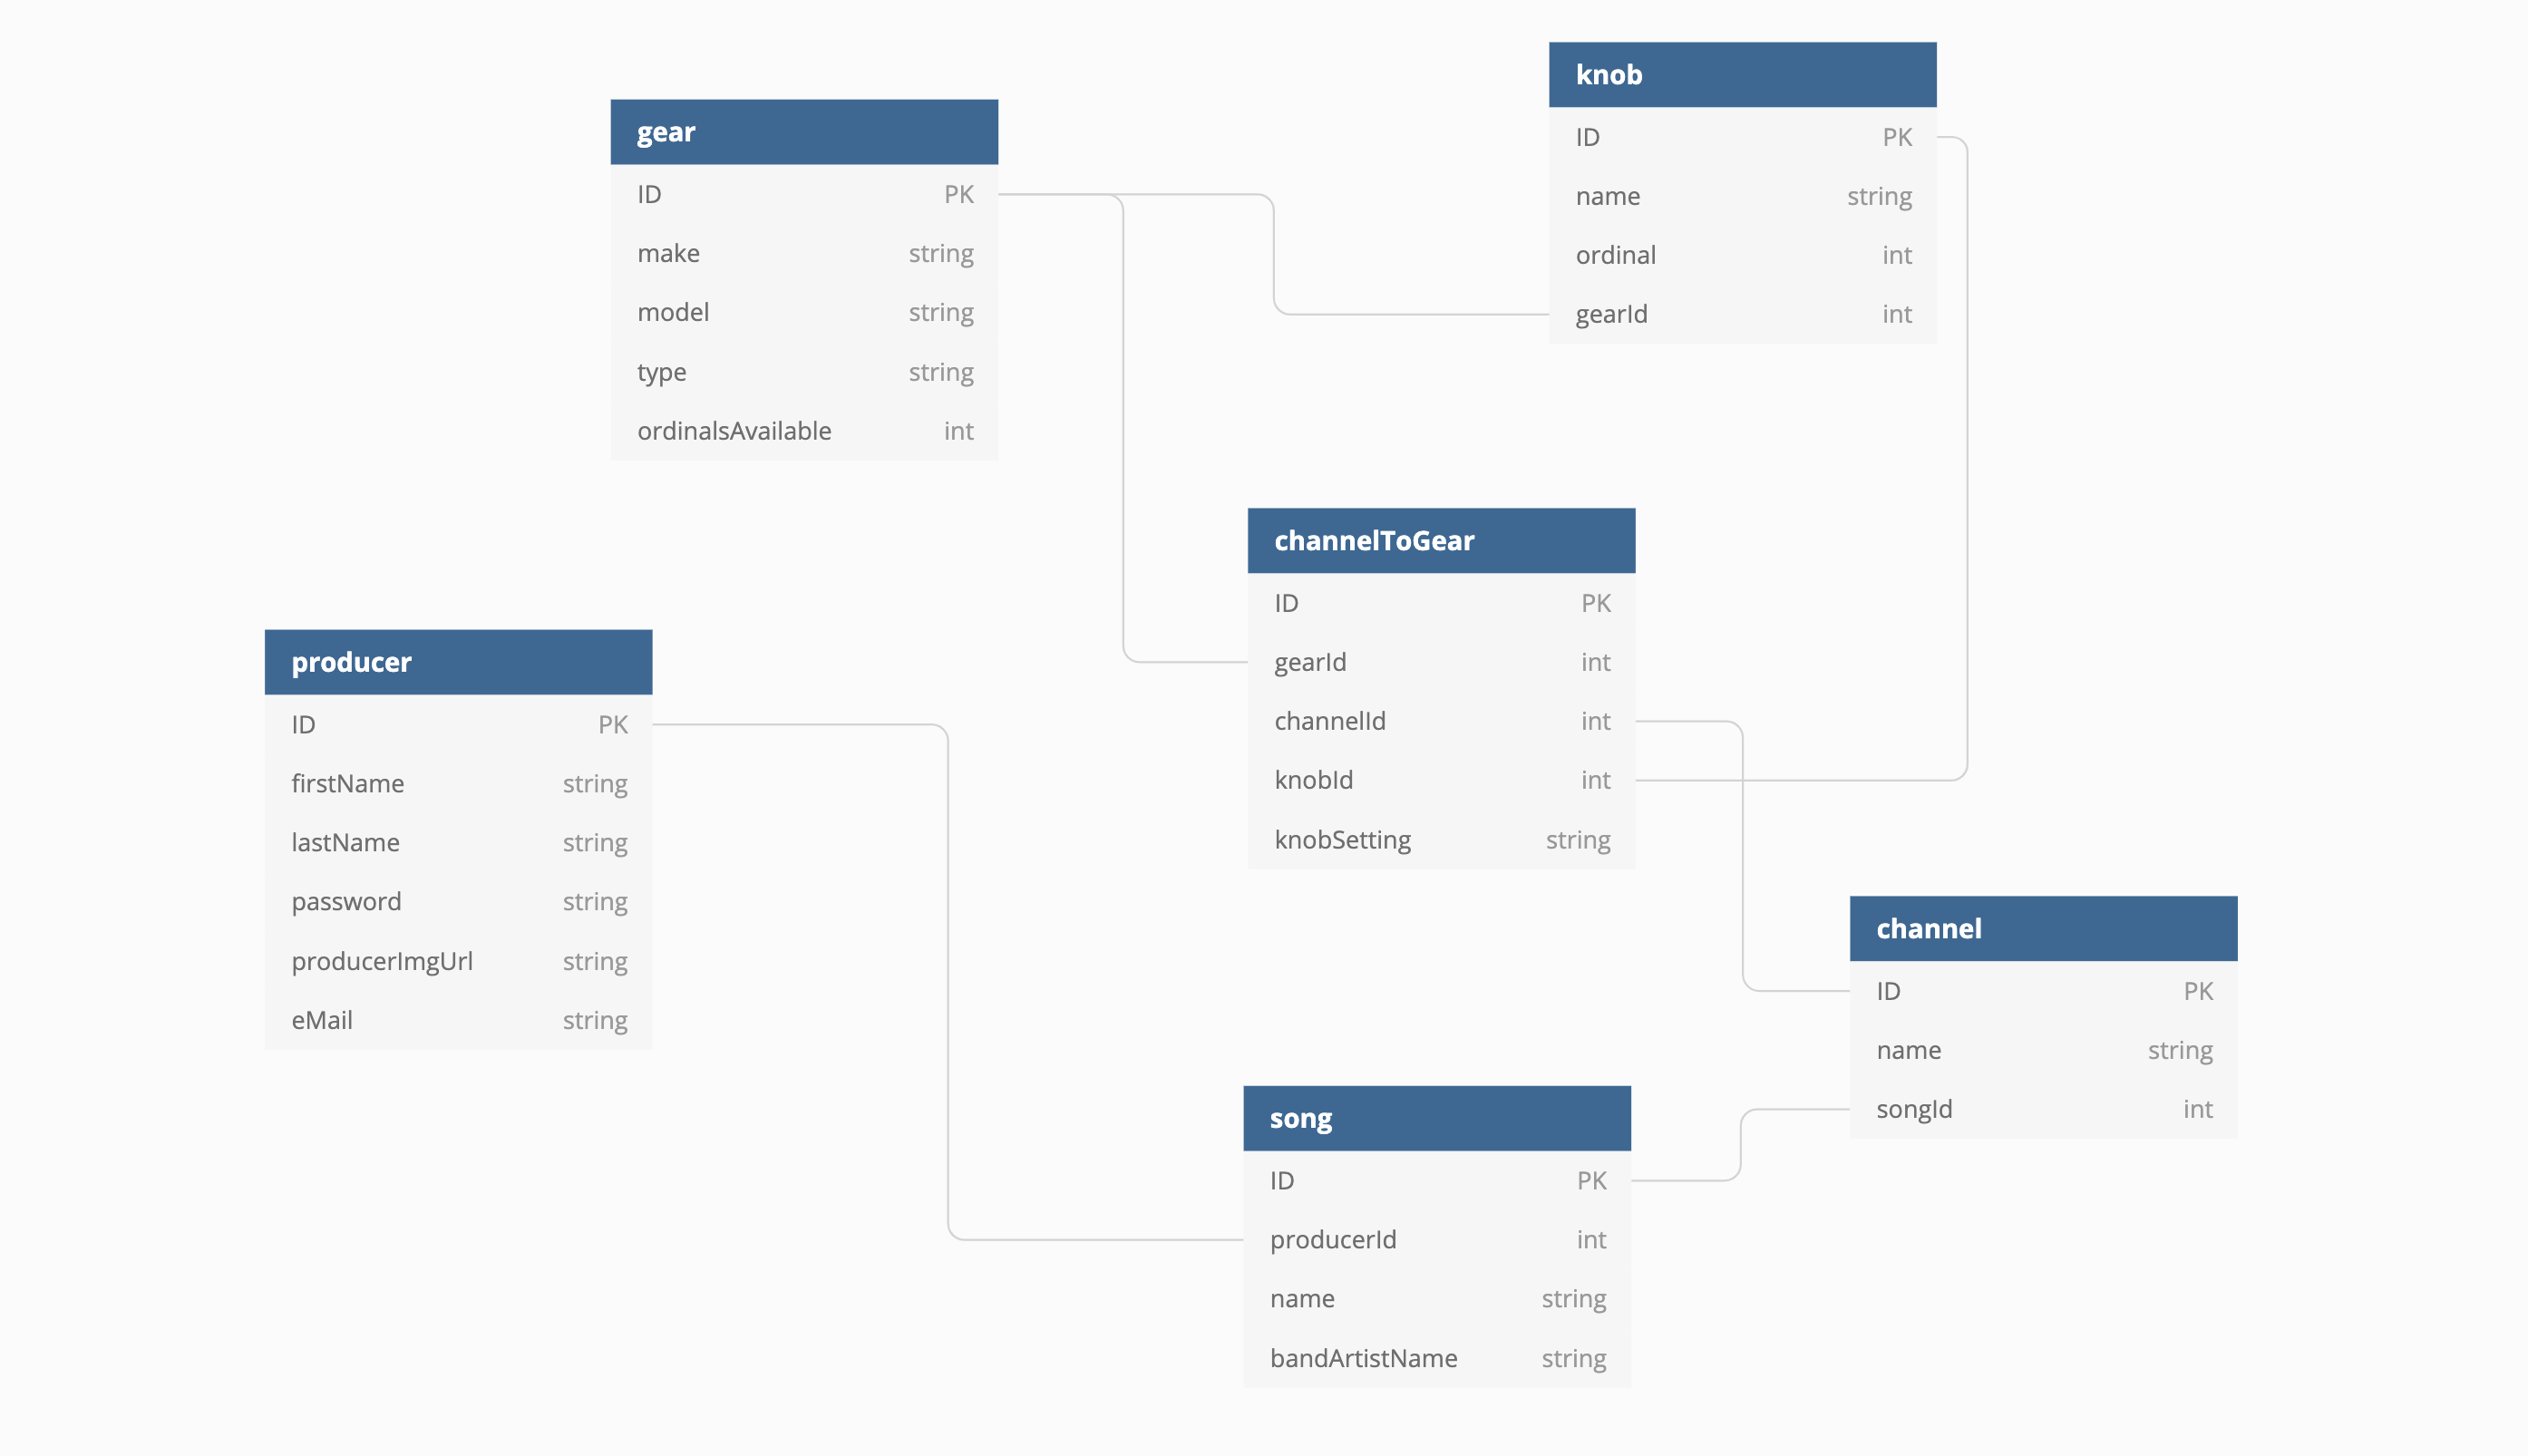 gear
ID PK
make string
model string
type string
ordinalsAvailable int
knob
ID PK
name string
ordinal int
gearId int
channelToGear
ID PK
gearId int
channelId int
knobId int
knobSetting string
producer
ID PK
firstName string
lastName string
password string
producerImgUrl string
eMail string
channel
ID PK
name string
songId int
song
ID PK
producerId int
name string
bandArtistName string